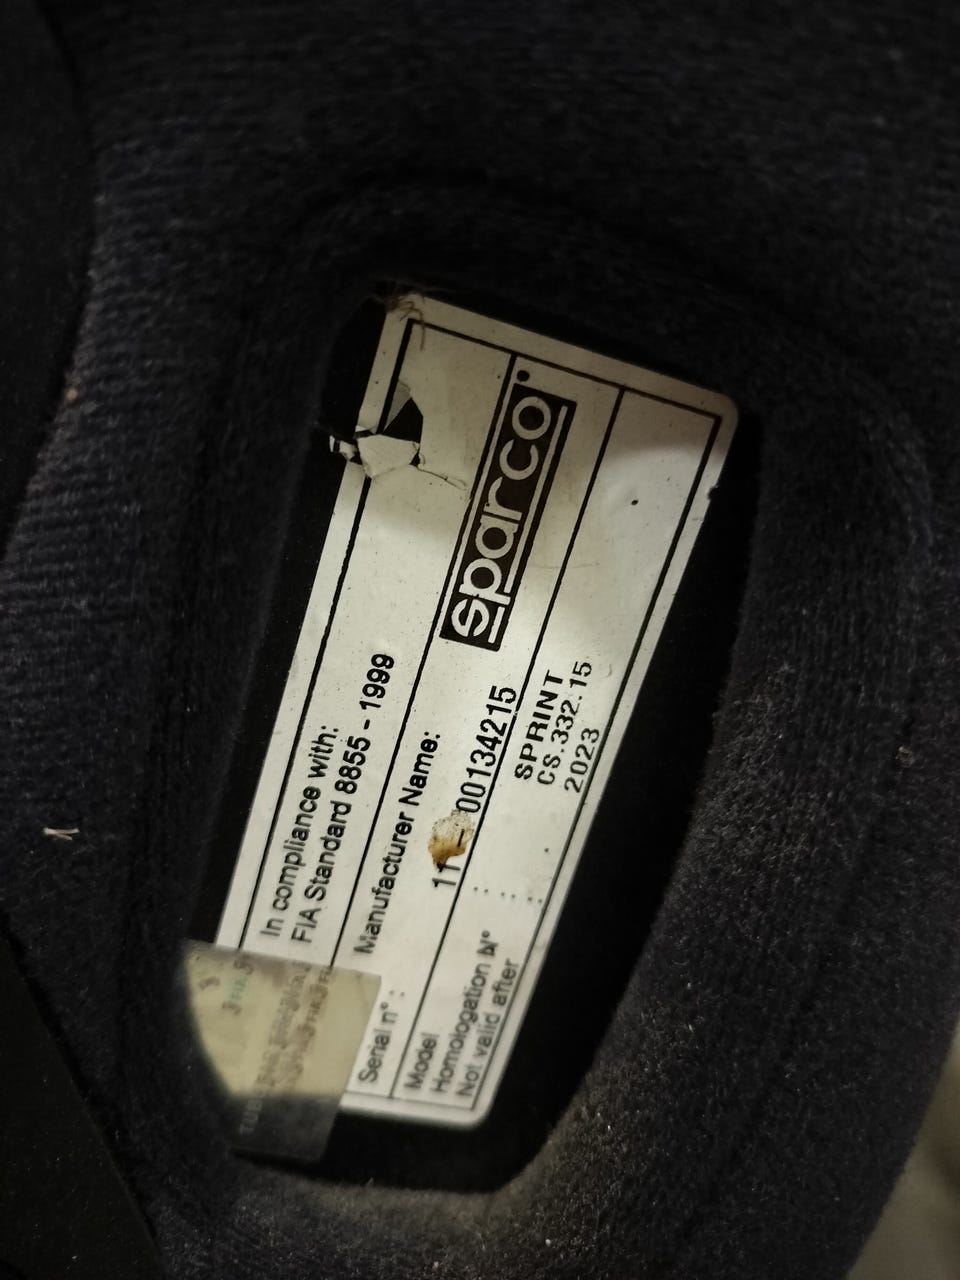 In compliance with:
FIA Standard 8855 - 1999
Manufacturer Name:
sparco
Serial n° :
11 - 00134215
Model : SPRINT
Homologation N° : CS.332.15
Not valid after : 2023